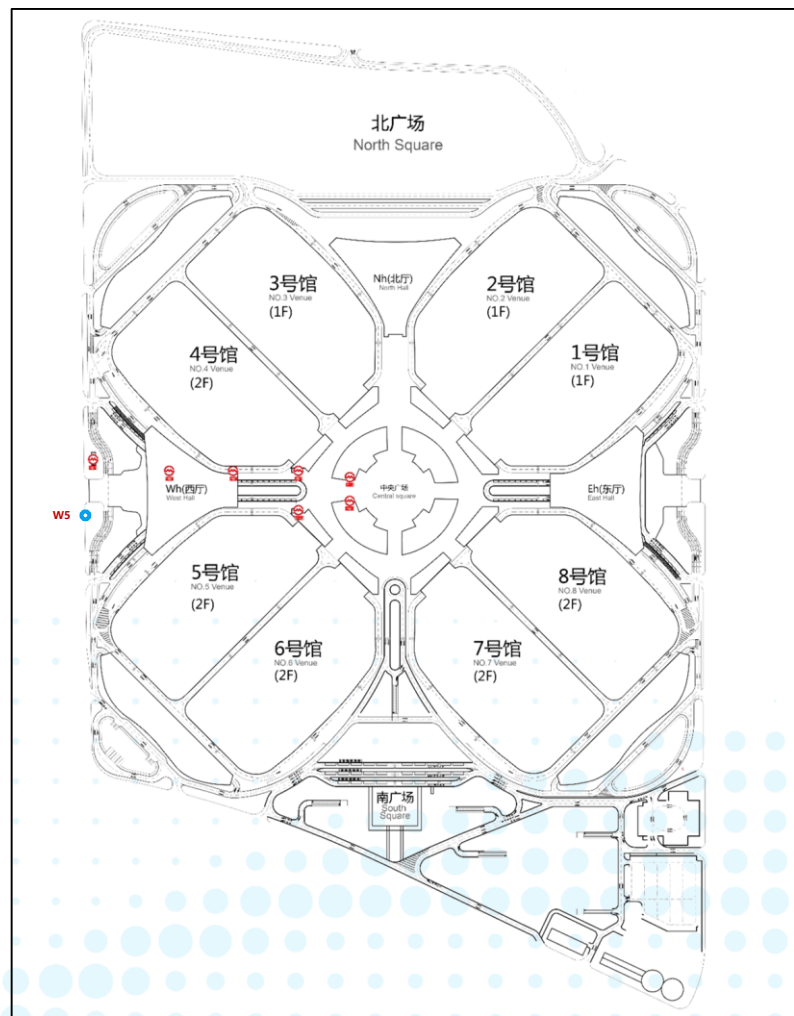 北广场
North Square
Nh(北厅)
North Hall
3号馆
NO.3 Venue
(1F)
2号馆
NO.2 Venue
(1F)
4号馆
NO.4 Venue
(2F)
1号馆
NO.1 Venue
(1F)
Wh(西厅)
West Hall
中央广场
Central square
Eh(东厅)
East Hall
W5
5号馆
NO.5 Venue
(2F)
8号馆
NO.8 Venue
(2F)
6号馆
NO.6 Venue
(2F)
7号馆
NO.7 Venue
(2F)
南广场
South
Square